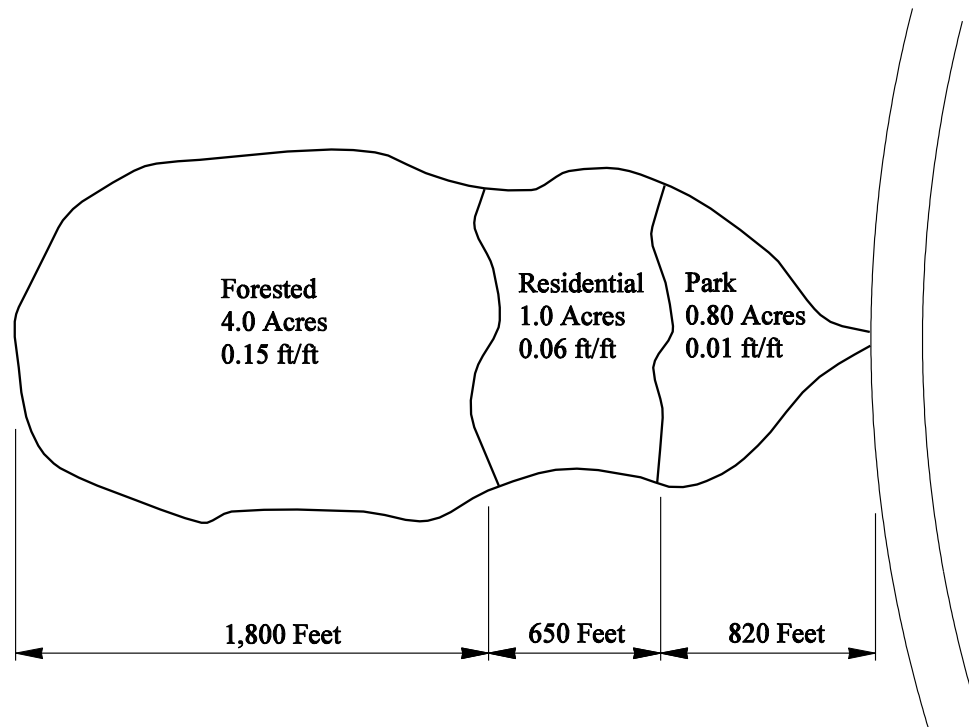 Forested
4.0 Acres
0.15 ft/ft
Residential
1.0 Acres
0.06 ft/ft
Park
0.80 Acres
0.01 ft/ft
1,800 Feet
650 Feet
820 Feet